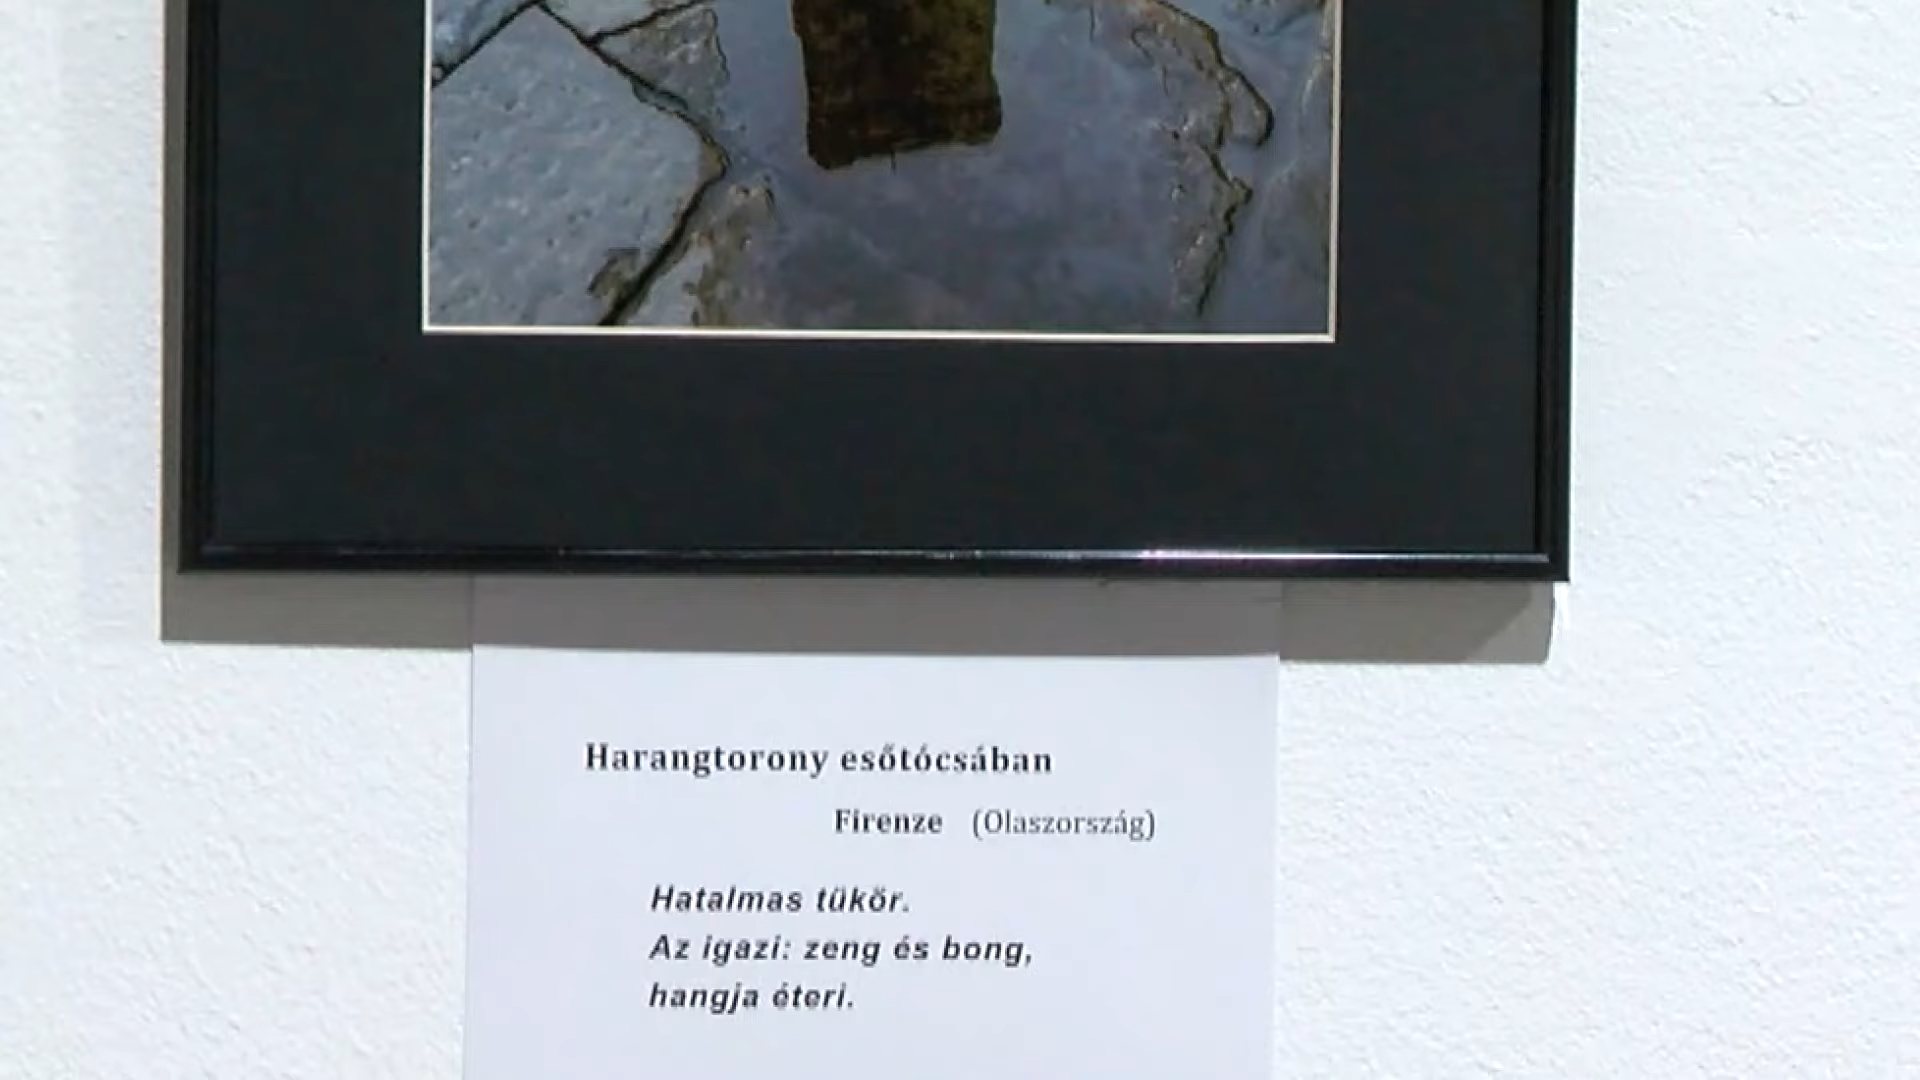 Harangtorony esőtócsában
Firenze (Olaszország)
Hatalmas tükör.
Az igazi: zeng és bong,
hangja éteri.